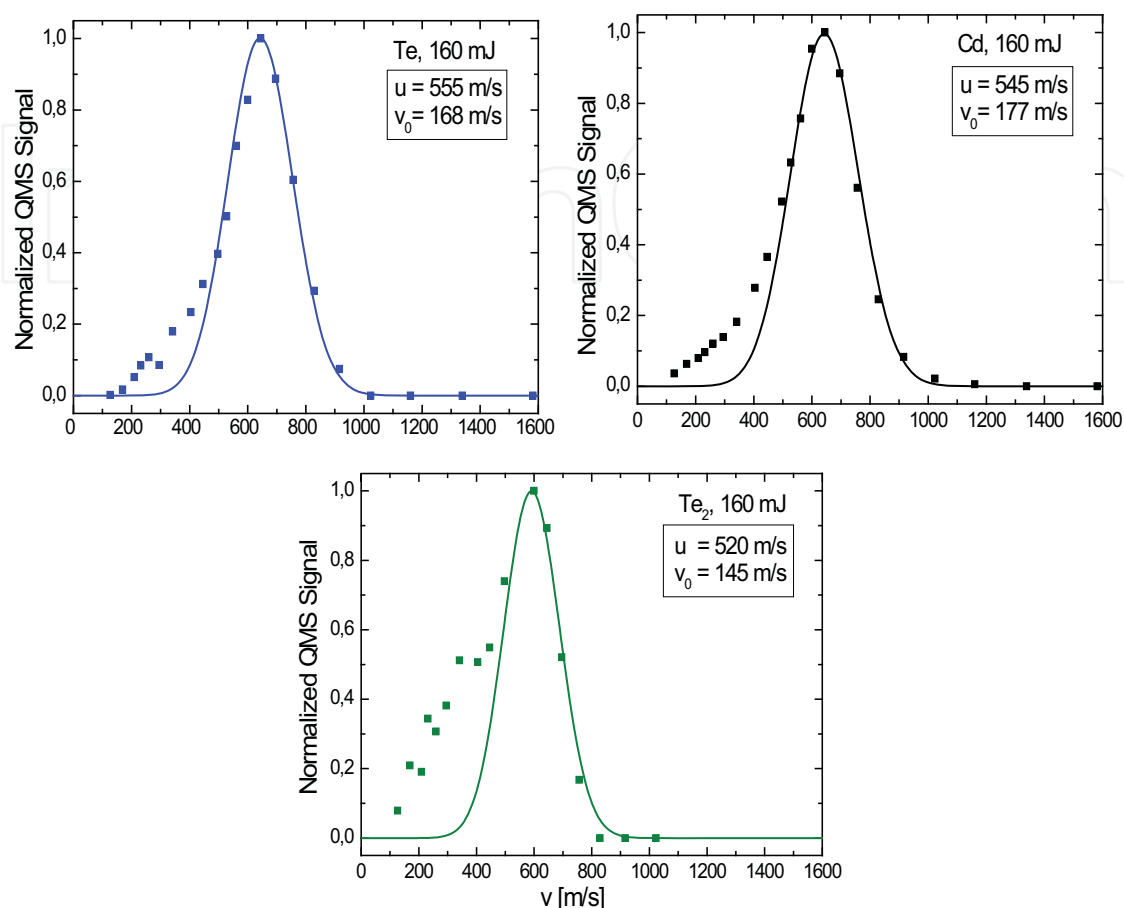 Te, 160 mJ
u = 555 m/s
v₀ = 168 m/s
Normalized QMS Signal
1,0
0,8
0,6
0,4
0,2
0,0
0 200 400 600 800 1000 1200 1400 1600
Cd, 160 mJ
u = 545 m/s
v₀ = 177 m/s
Normalized QMS Signal
1,0
0,8
0,6
0,4
0,2
0,0
0 200 400 600 800 1000 1200 1400 1600
Te₂, 160 mJ
u = 520 m/s
v₀ = 145 m/s
Normalized QMS Signal
1,0
0,8
0,6
0,4
0,2
0,0
0 200 400 600 800 1000 1200 1400 1600
v [m/s]